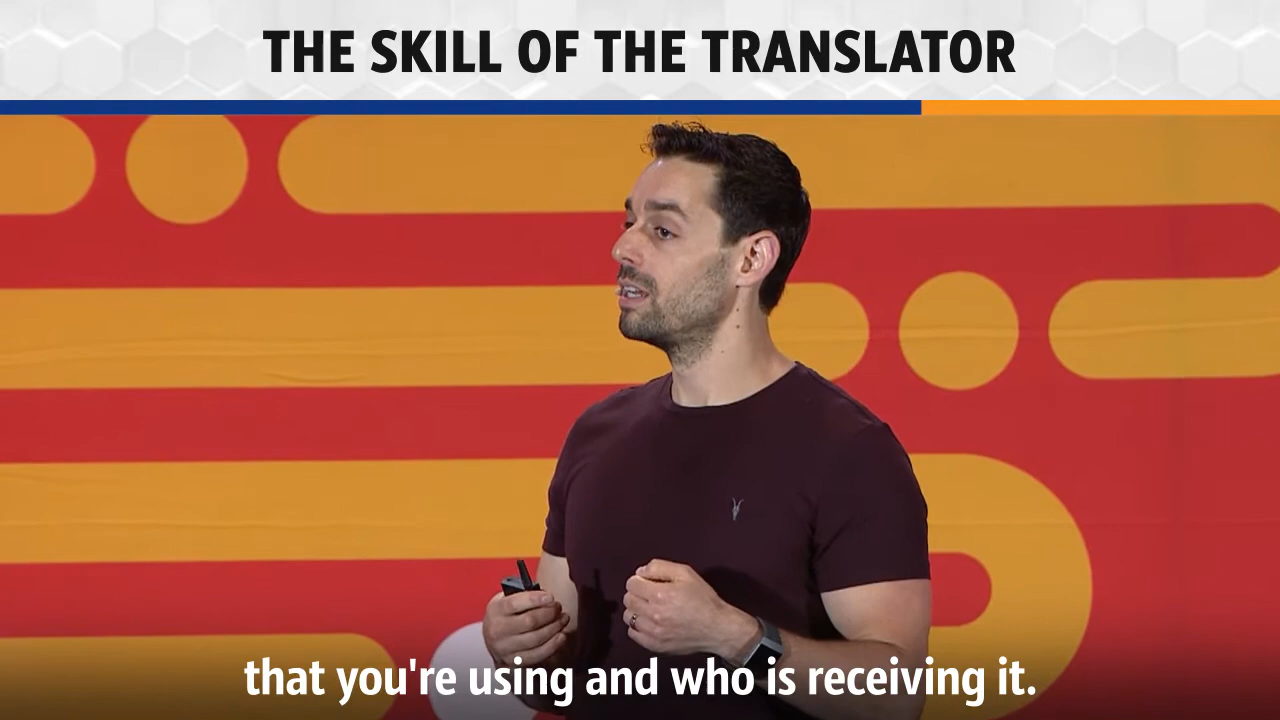 THE SKILL OF THE TRANSLATOR
that you're using and who is receiving it.